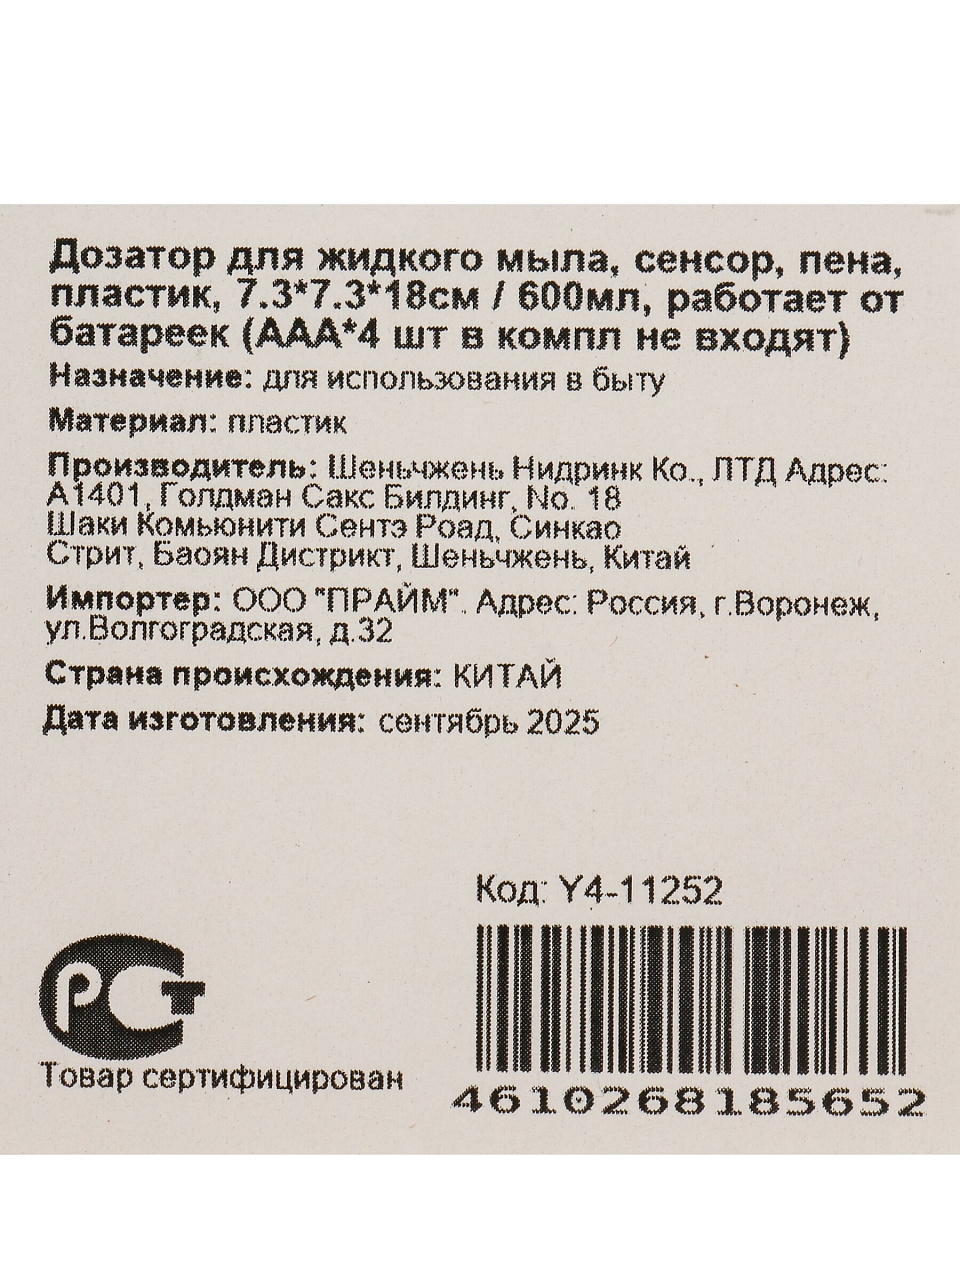 Дозатор для жидкого мыла, сенсор, пена,
пластик, 7.3*7.3*18см / 600мл, работает от
батареек (ААА*4 шт в компл не входят)
Назначение: для использования в быту
Материал: пластик
Производитель: Шеньчжень Нидринк Ко., ЛТД Адрес:
А1401, Голдман Сакс Билдинг, No. 18
Шаки Комьюнити Сентэ Роад, Синкао
Стрит, Баоян Дистрикт, Шеньчжень, Китай
Импортер: ООО "ПРАЙМ". Адрес: Россия, г.Воронеж,
ул.Волгоградская, д.32
Страна происхождения: КИТАЙ
Дата изготовления: сентябрь 2025
Код: Y4-11252
РСТ
Товар сертифицирован
4610268185652